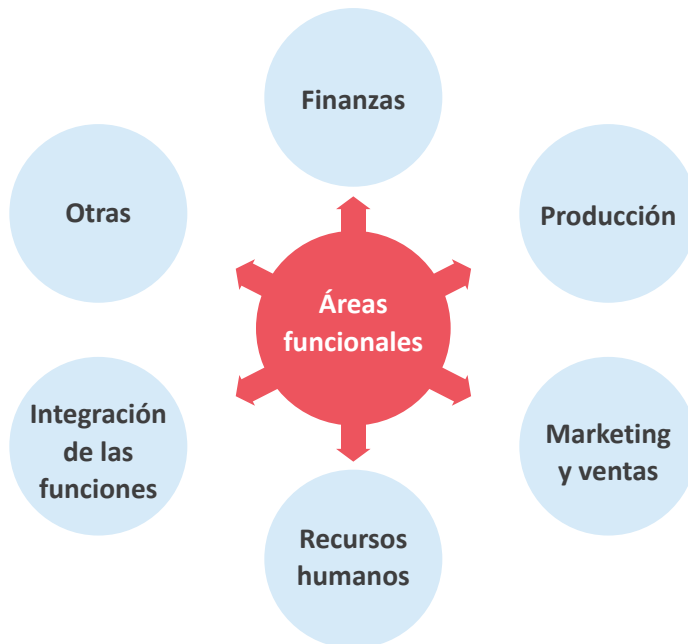 Finanzas
Otras
Producción
Áreas
funcionales
Integración
de las
funciones
Marketing
y ventas
Recursos
humanos